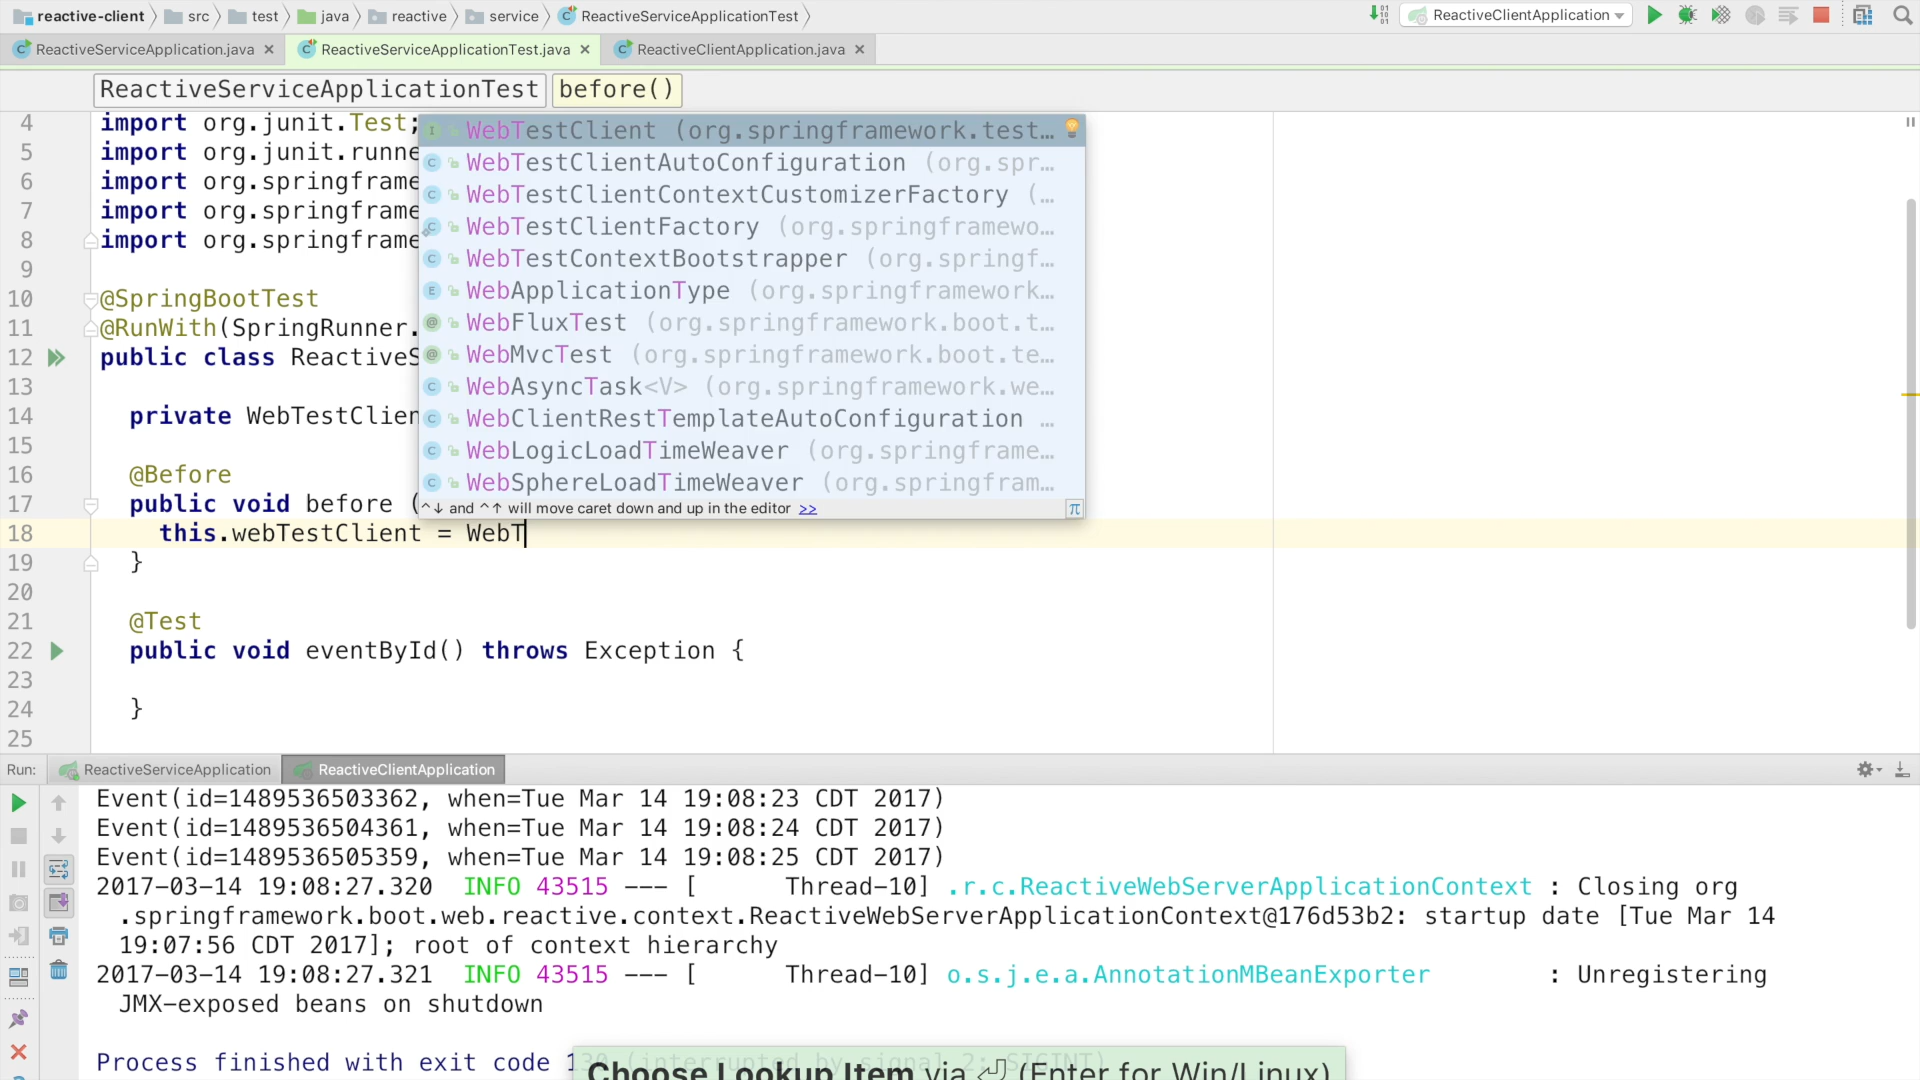 reactive-client src test java reactive service ReactiveServiceApplicationTest ReactiveClientApplication
ReactiveServiceApplication.java ReactiveServiceApplicationTest.java ReactiveClientApplication.java
ReactiveServiceApplicationTest before()
4 import org.junit.Test;
5 import org.junit.runne
6 import org.springframe
7 import org.springframe
8 import org.springframe
9
10 @SpringBootTest
11 @RunWith(SpringRunner.
12 public class ReactiveS
13
14 private WebTestClien
15
16 @Before
17 public void before (
18 this.webTestClient = WebT
19 }
20
21 @Test
22 public void eventById() throws Exception {
23
24 }
25
WebTestClient (org.springframework.test…
WebTestClientAutoConfiguration (org.spr…
WebTestClientContextCustomizerFactory (…
WebTestClientFactory (org.springframewo…
WebTestContextBootstrapper (org.springf…
WebApplicationType (org.springframework…
WebFluxTest (org.springframework.boot.t…
WebMvcTest (org.springframework.boot.te…
WebAsyncTask<V> (org.springframework.we…
WebClientRestTemplateAutoConfiguration …
WebLogicLoadTimeWeaver (org.springframe…
WebSphereLoadTimeWeaver (org.springfram…
^↓ and ^↑ will move caret down and up in the editor >> π
Run: ReactiveServiceApplication ReactiveClientApplication
Event(id=1489536503362, when=Tue Mar 14 19:08:23 CDT 2017)
Event(id=1489536504361, when=Tue Mar 14 19:08:24 CDT 2017)
Event(id=1489536505359, when=Tue Mar 14 19:08:25 CDT 2017)
2017-03-14 19:08:27.320 INFO 43515 --- [ Thread-10] .r.c.ReactiveWebServerApplicationContext : Closing org
.springframework.boot.web.reactive.context.ReactiveWebServerApplicationContext@176d53b2: startup date [Tue Mar 14
19:07:56 CDT 2017]; root of context hierarchy
2017-03-14 19:08:27.321 INFO 43515 --- [ Thread-10] o.s.j.e.a.AnnotationMBeanExporter : Unregistering
JMX-exposed beans on shutdown
Process finished with exit code 130 (interrupted by signal 2: SIGINT)
Choose Lookup Item via ⏎ (Enter for Win/Linux)